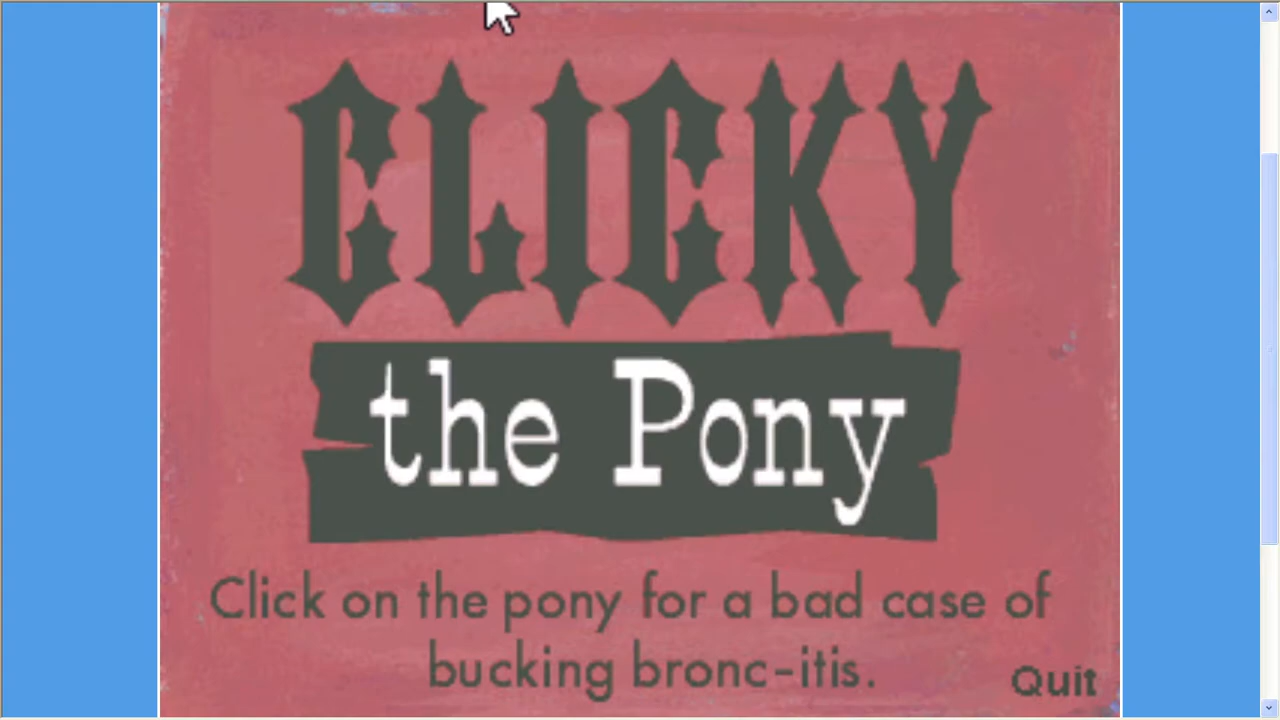 CLICKY
the Pony
Click on the pony for a bad case of
bucking bronc-itis.
Quit